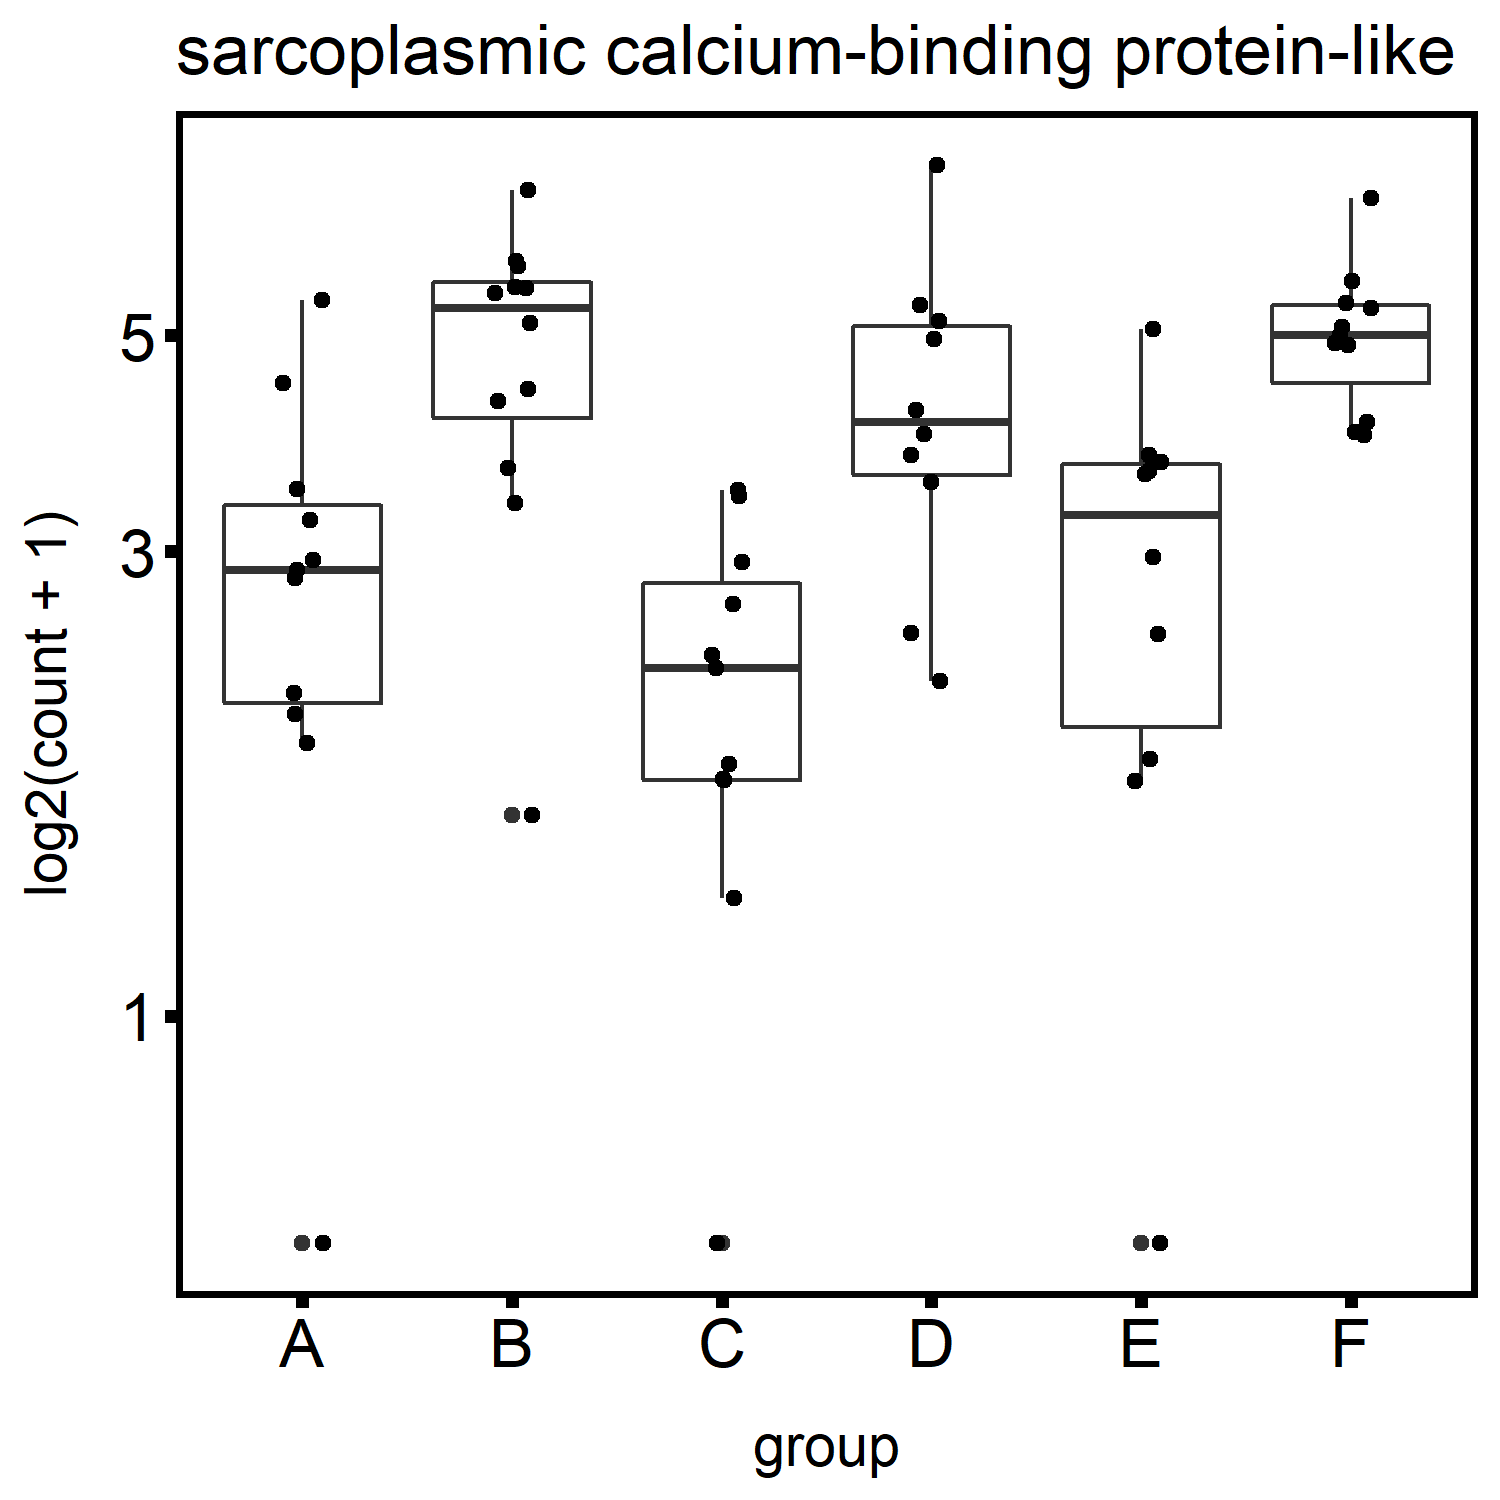 sarcoplasmic calcium-binding protein-like
log2(count + 1)
5
3
1
A B C D E F
group